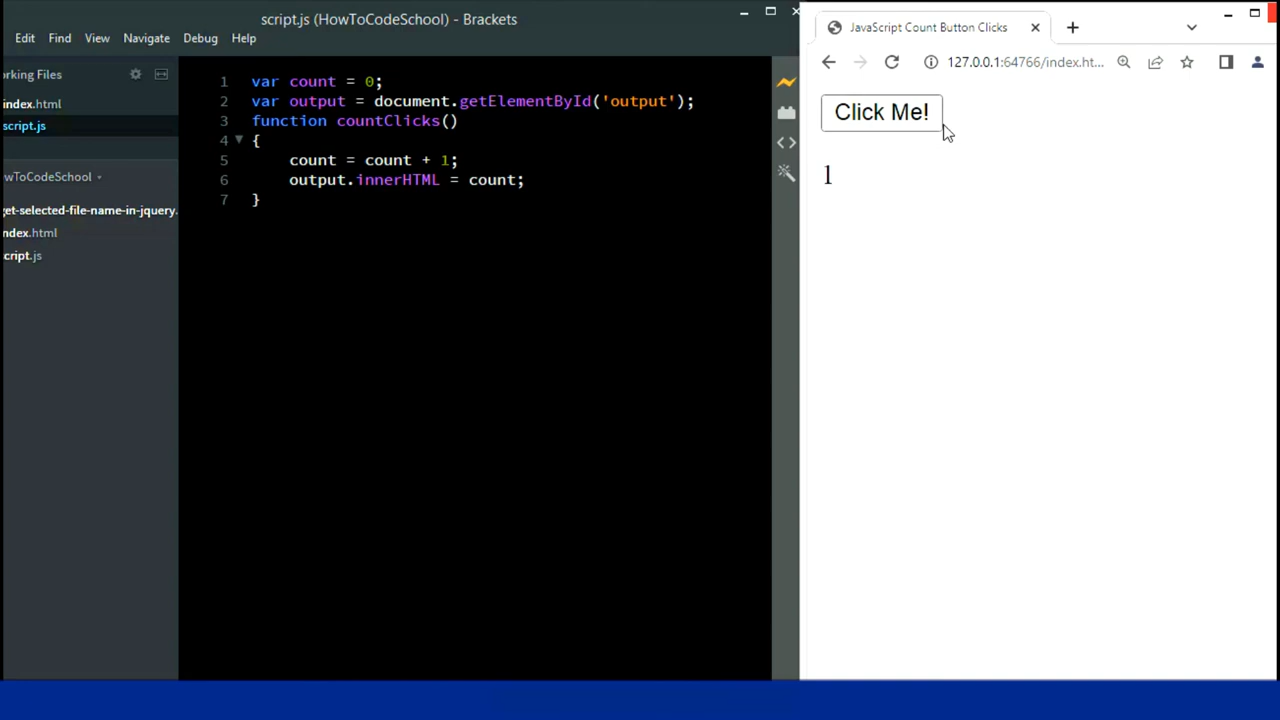 script.js (HowToCodeSchool) - Brackets
Edit Find View Navigate Debug Help
orking Files
index.html
script.js
wToCodeSchool
get-selected-file-name-in-jquery.
ndex.html
cript.js
1 var count = 0;
2 var output = document.getElementById('output');
3 function countClicks()
4 {
5 count = count + 1;
6 output.innerHTML = count;
7 }
JavaScript Count Button Clicks
127.0.0.1:64766/index.ht...
Click Me!
1